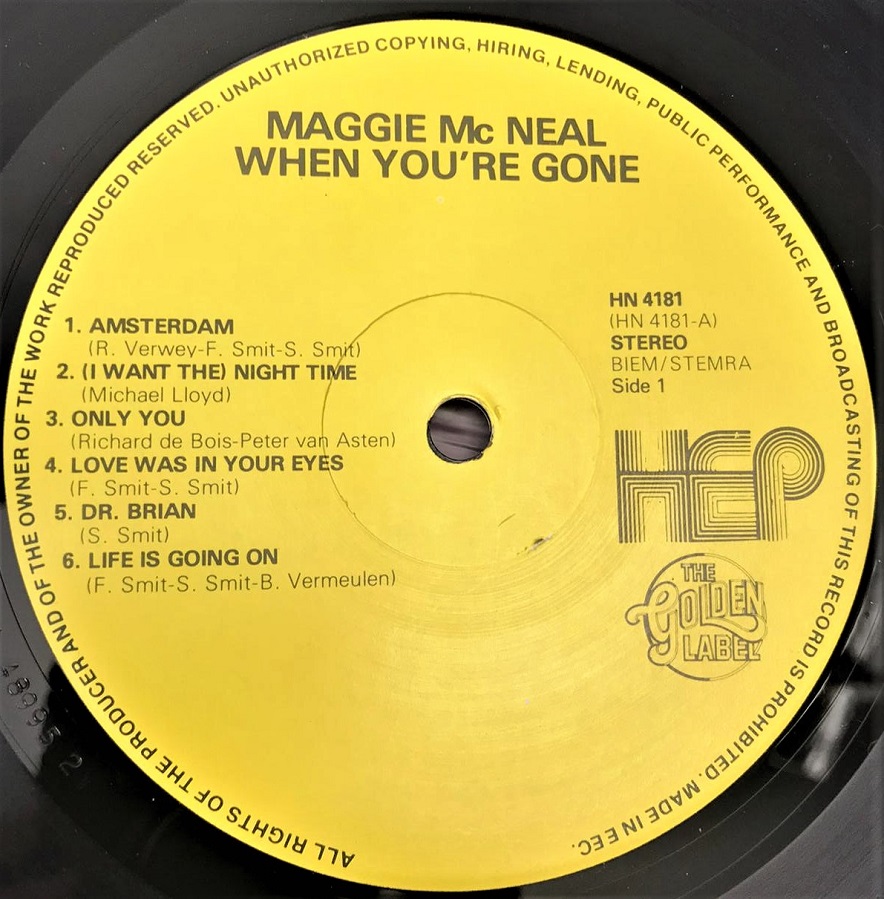 MAGGIE Mc NEAL
WHEN YOU'RE GONE
1. AMSTERDAM
(R. Verwey-F. Smit-S. Smit)
2. (I WANT THE) NIGHT TIME
(Michael Lloyd)
3. ONLY YOU
(Richard de Bois-Peter van Asten)
4. LOVE WAS IN YOUR EYES
(F. Smit-S. Smit)
5. DR. BRIAN
(S. Smit)
6. LIFE IS GOING ON
(F. Smit-S. Smit-B. Vermeulen)
HN 4181
(HN 4181-A)
STEREO
BIEM/STEMRA
Side 1
HEP
THE
GOLDEN
LABEL
ALL RIGHTS OF THE PRODUCER AND OF THE OWNER OF THE WORK REPRODUCED RESERVED. UNAUTHORIZED COPYING, HIRING, LENDING, PUBLIC PERFORMANCE AND BROADCASTING OF THIS RECORD IS PROHIBITED. MADE IN EEC.